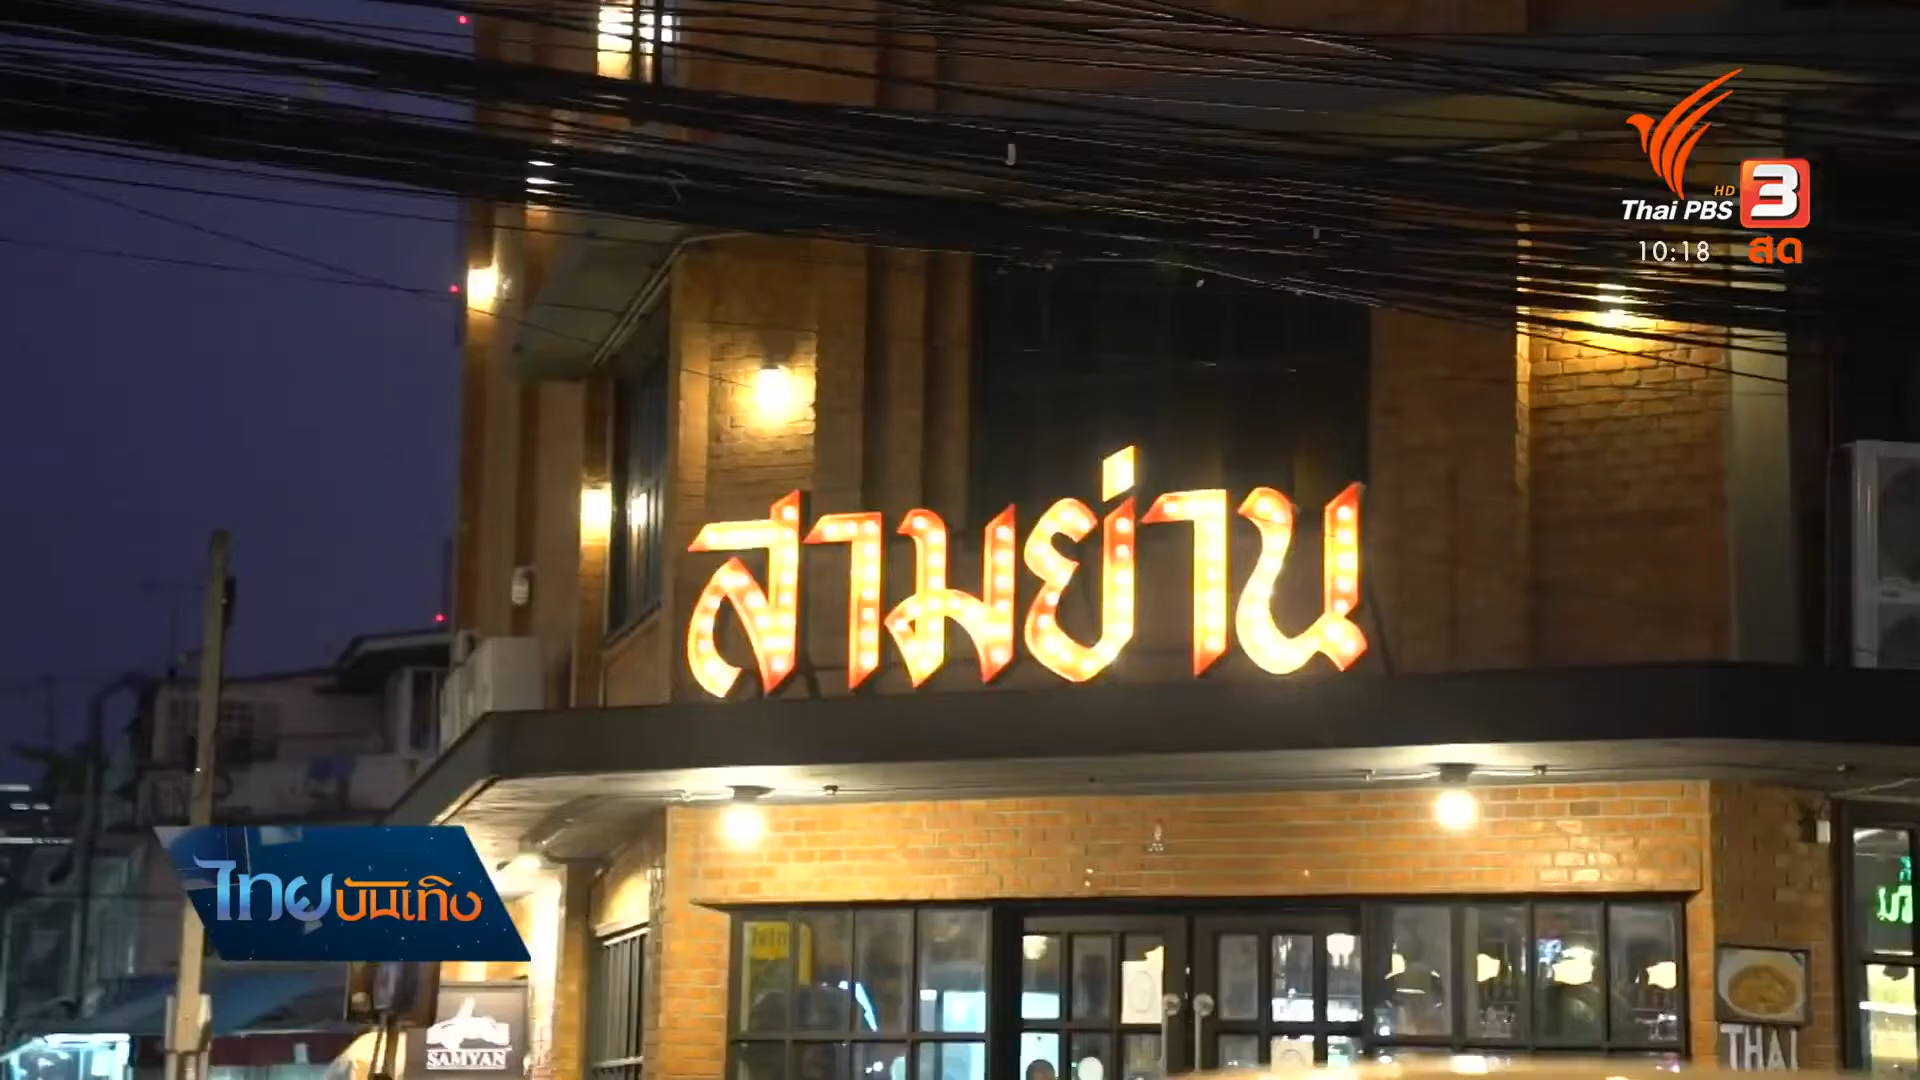 HD
Thai PBS 3
10:18 สด
สามย่าน
ไทยบันเทิง
SAMYAN
THAI